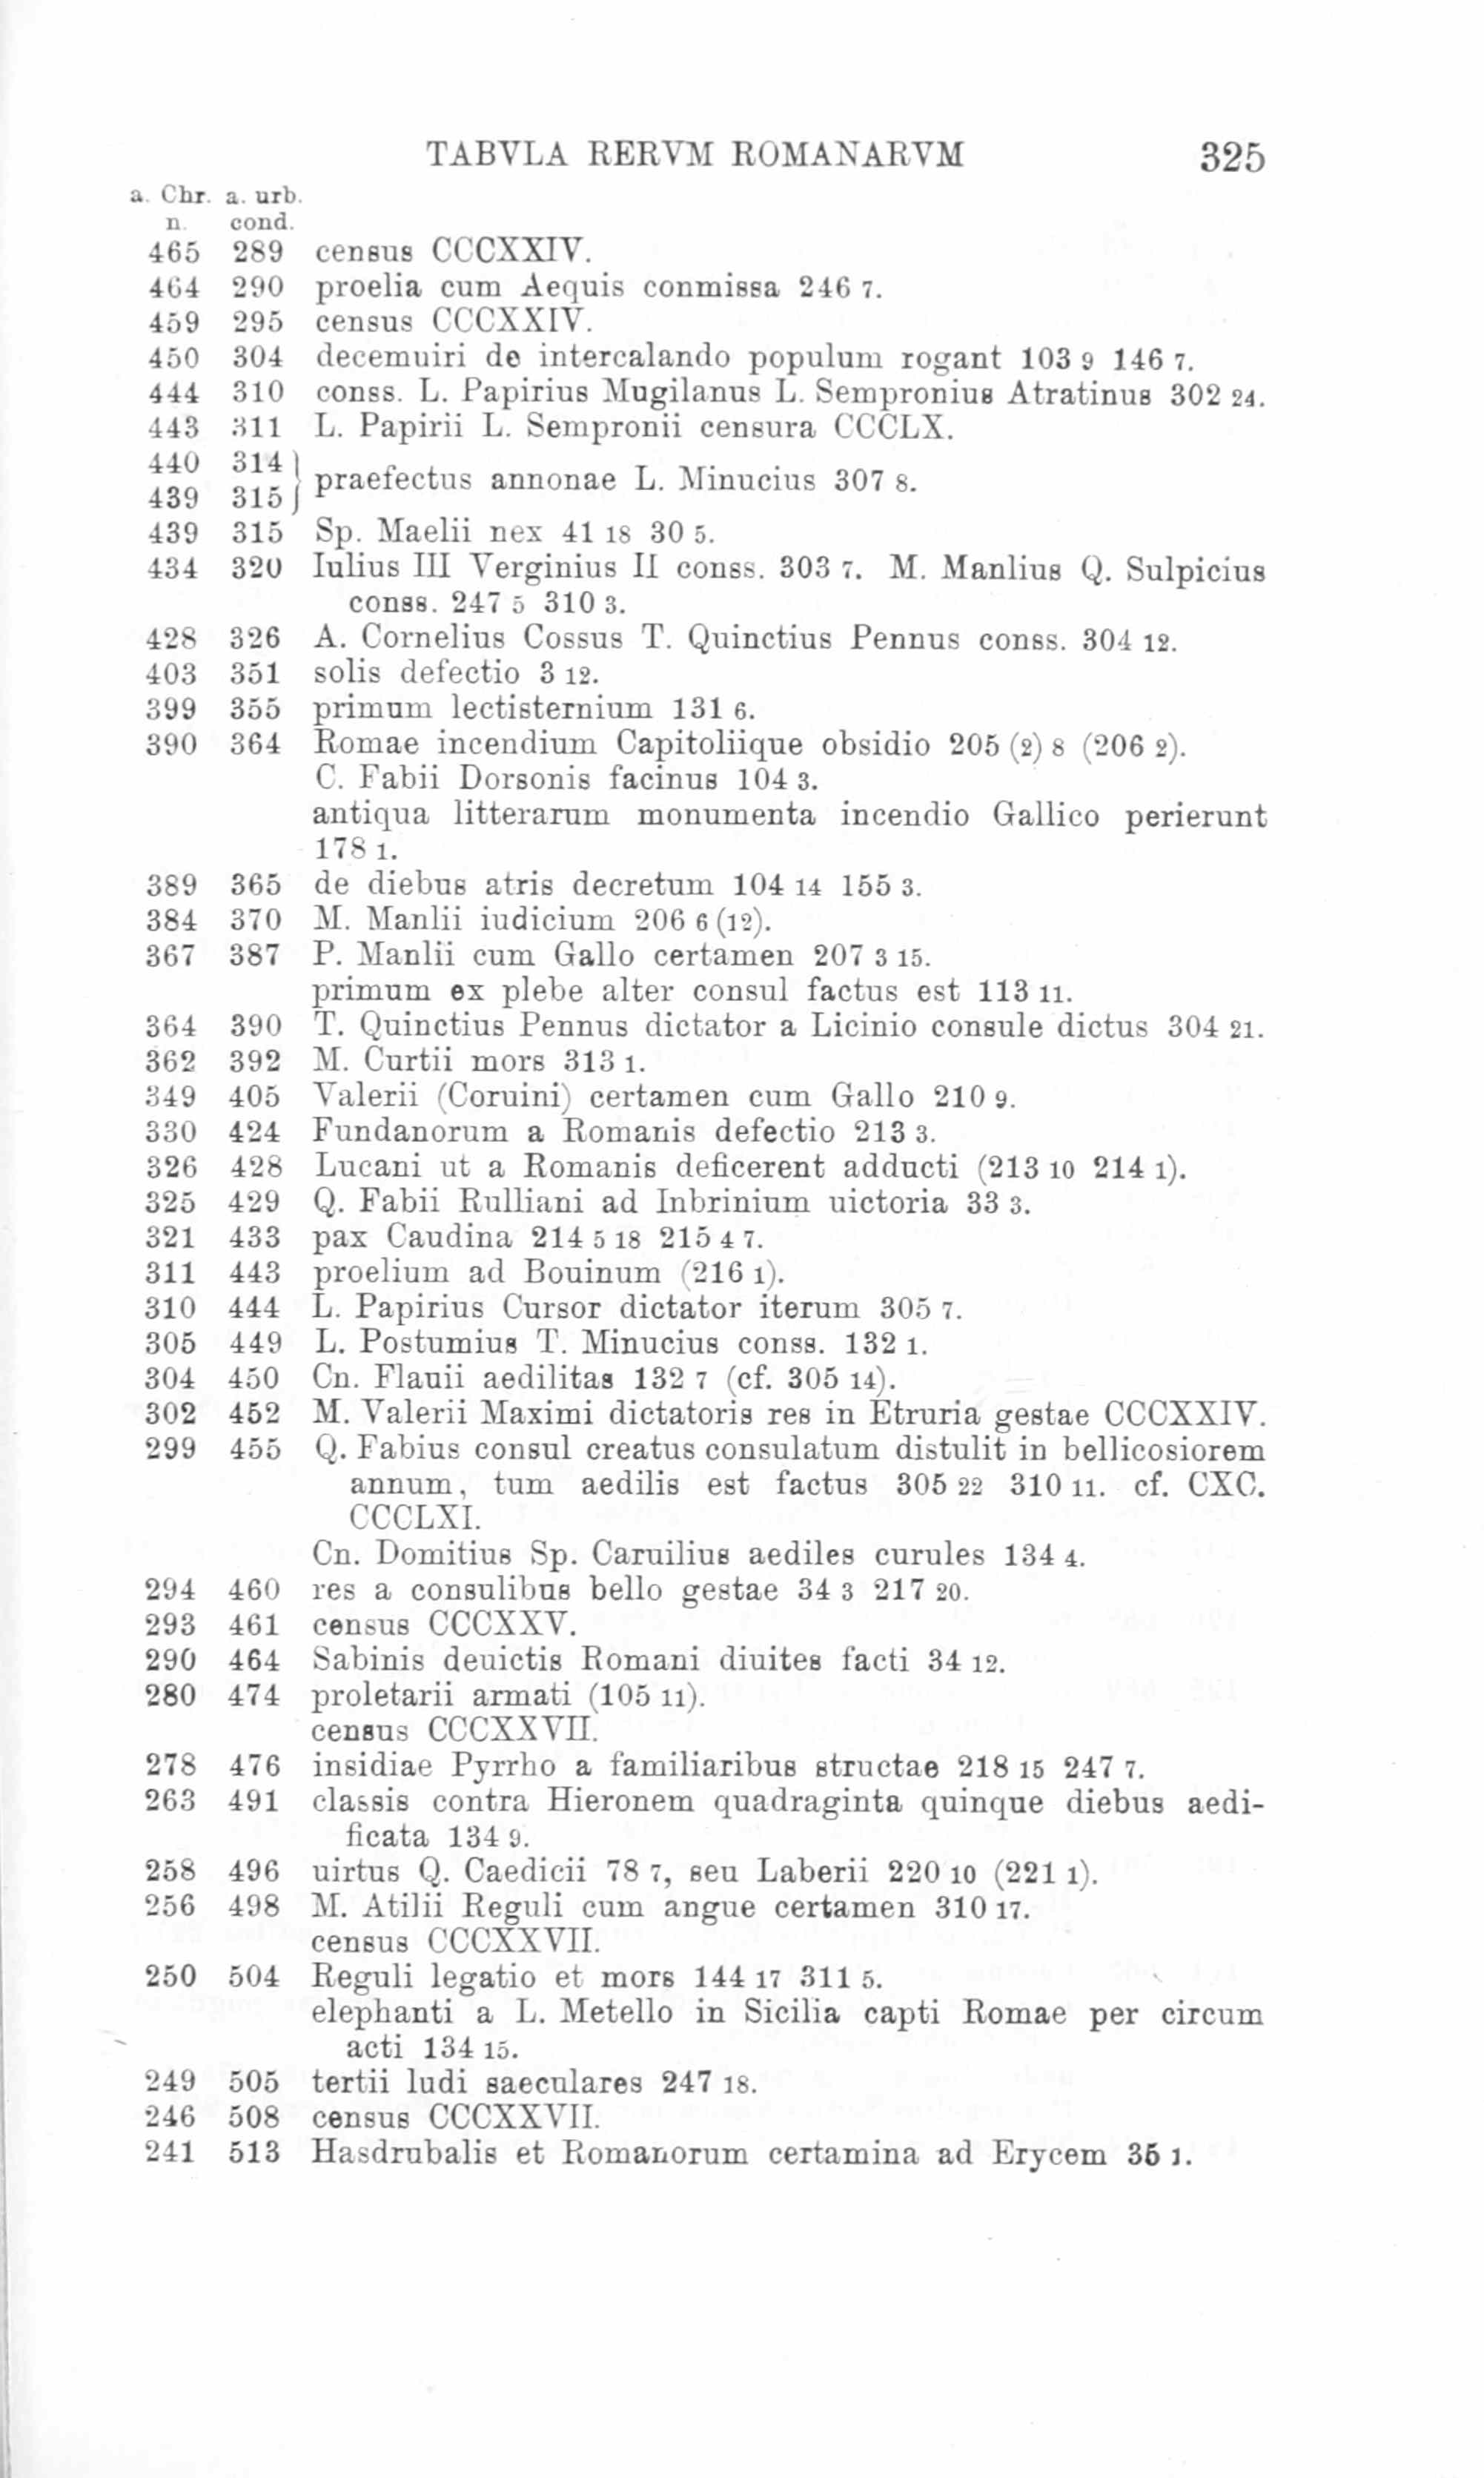 TABVLA RERVM ROMANARVM 325
a. Chr. a. urb.
n. cond.
465 289 census CCCXXIV.
464 290 proelia cum Aequis conmissa 246 7.
459 295 census CCCXXIV.
450 304 decemuiri de intercalando populum rogant 103 9 146 7.
444 310 conss. L. Papirius Mugilanus L. Sempronius Atratinus 302 24.
443 311 L. Papirii L. Sempronii censura CCCLX.
440 314 }
439 315 } praefectus annonae L. Minucius 307 8.
439 315 Sp. Maelii nex 41 18 30 5.
434 320 Iulius III Verginius II conss. 303 7. M. Manlius Q. Sulpicius
conss. 247 5 310 3.
428 326 A. Cornelius Cossus T. Quinctius Pennus conss. 304 12.
403 351 solis defectio 3 12.
399 355 primum lectisternium 131 6.
390 364 Romae incendium Capitoliique obsidio 205 (2) 8 (206 2).
C. Fabii Dorsonis facinus 104 3.
antiqua litterarum monumenta incendio Gallico perierunt
178 1.
389 365 de diebus atris decretum 104 14 155 3.
384 370 M. Manlii iudicium 206 6 (12).
367 387 P. Manlii cum Gallo certamen 207 3 15.
primum ex plebe alter consul factus est 113 11.
364 390 T. Quinctius Pennus dictator a Licinio consule dictus 304 21.
362 392 M. Curtii mors 313 1.
349 405 Valerii (Coruini) certamen cum Gallo 210 9.
330 424 Fundanorum a Romanis defectio 213 3.
326 428 Lucani ut a Romanis deficerent adducti (213 10 214 1).
325 429 Q. Fabii Rulliani ad Inbrinium uictoria 33 3.
321 433 pax Caudina 214 5 18 215 4 7.
311 443 proelium ad Bouinum (216 1).
310 444 L. Papirius Cursor dictator iterum 305 7.
305 449 L. Postumius T. Minucius conss. 132 1.
304 450 Cn. Flauii aedilitas 132 7 (cf. 305 14).
302 452 M. Valerii Maximi dictatoris res in Etruria gestae CCCXXIV.
299 455 Q. Fabius consul creatus consulatum distulit in bellicosiorem
annum, tum aedilis est factus 305 22 310 11. cf. CXC.
CCCLXI.
Cn. Domitius Sp. Caruilius aediles curules 134 4.
294 460 res a consulibus bello gestae 34 3 217 20.
293 461 census CCCXXV.
290 464 Sabinis deuictis Romani diuites facti 34 12.
280 474 proletarii armati (105 11).
census CCCXXVII.
278 476 insidiae Pyrrho a familiaribus structae 218 15 247 7.
263 491 classis contra Hieronem quadraginta quinque diebus aedi-
ficata 134 9.
258 496 uirtus Q. Caedicii 78 7, seu Laberii 220 10 (221 1).
256 498 M. Atilii Reguli cum angue certamen 310 17.
census CCCXXVII.
250 504 Reguli legatio et mors 144 17 311 5.
elephanti a L. Metello in Sicilia capti Romae per circum
acti 134 15.
249 505 tertii ludi saeculares 247 18.
246 508 census CCCXXVII.
241 513 Hasdrubalis et Romanorum certamina ad Erycem 35 1.